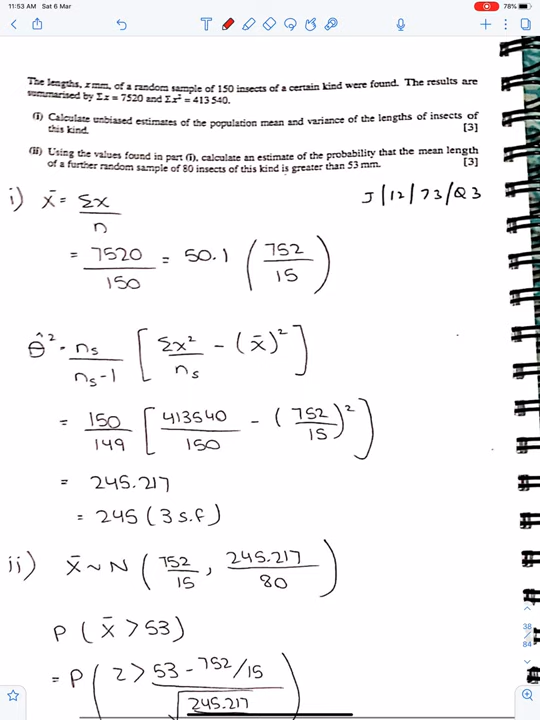 11:53 AM Sat 6 Mar
78%
The lengths, x mm, of a random sample of 150 insects of a certain kind were found. The results are
summarised by Σx = 7520 and Σx² = 413 540.
(i) Calculate unbiased estimates of the population mean and variance of the lengths of insects of
this kind. [3]
(ii) Using the values found in part (i), calculate an estimate of the probability that the mean length
of a further random sample of 80 insects of this kind is greater than 53 mm. [3]
J/12/73/Q3
i) x̄ = Σx
n
= 7520 = 50.1 (752
150 15)
θ̂² = ns [Σx² - (x̄)²]
ns-1 ns
= 150 [413540 - (752)²]
149 150 15
= 245.217
= 245 (3 s.f)
ii) X̄ ~ N (752, 245.217)
15 80
P (X̄ > 53)
= P (Z > 53 - 752/15)
√245.217
38
84